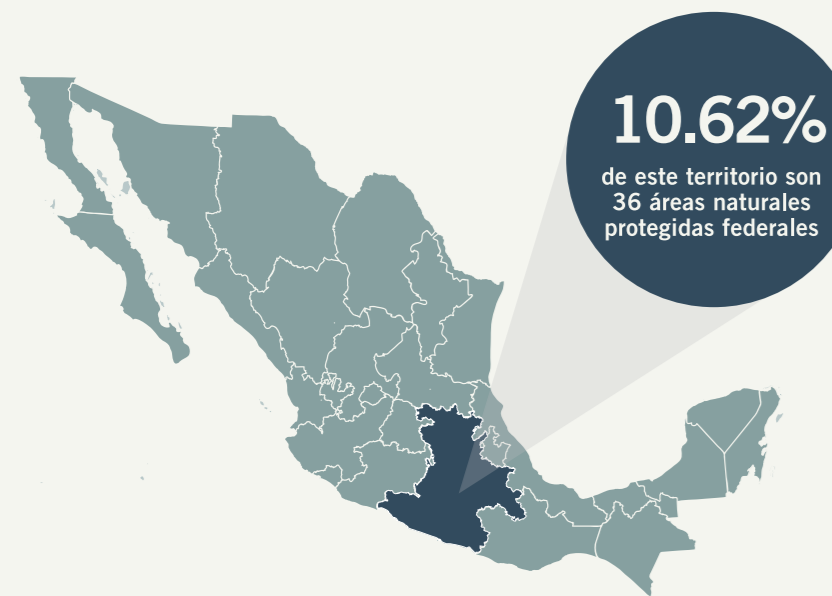 10.62%
de este territorio son
36 áreas naturales
protegidas federales